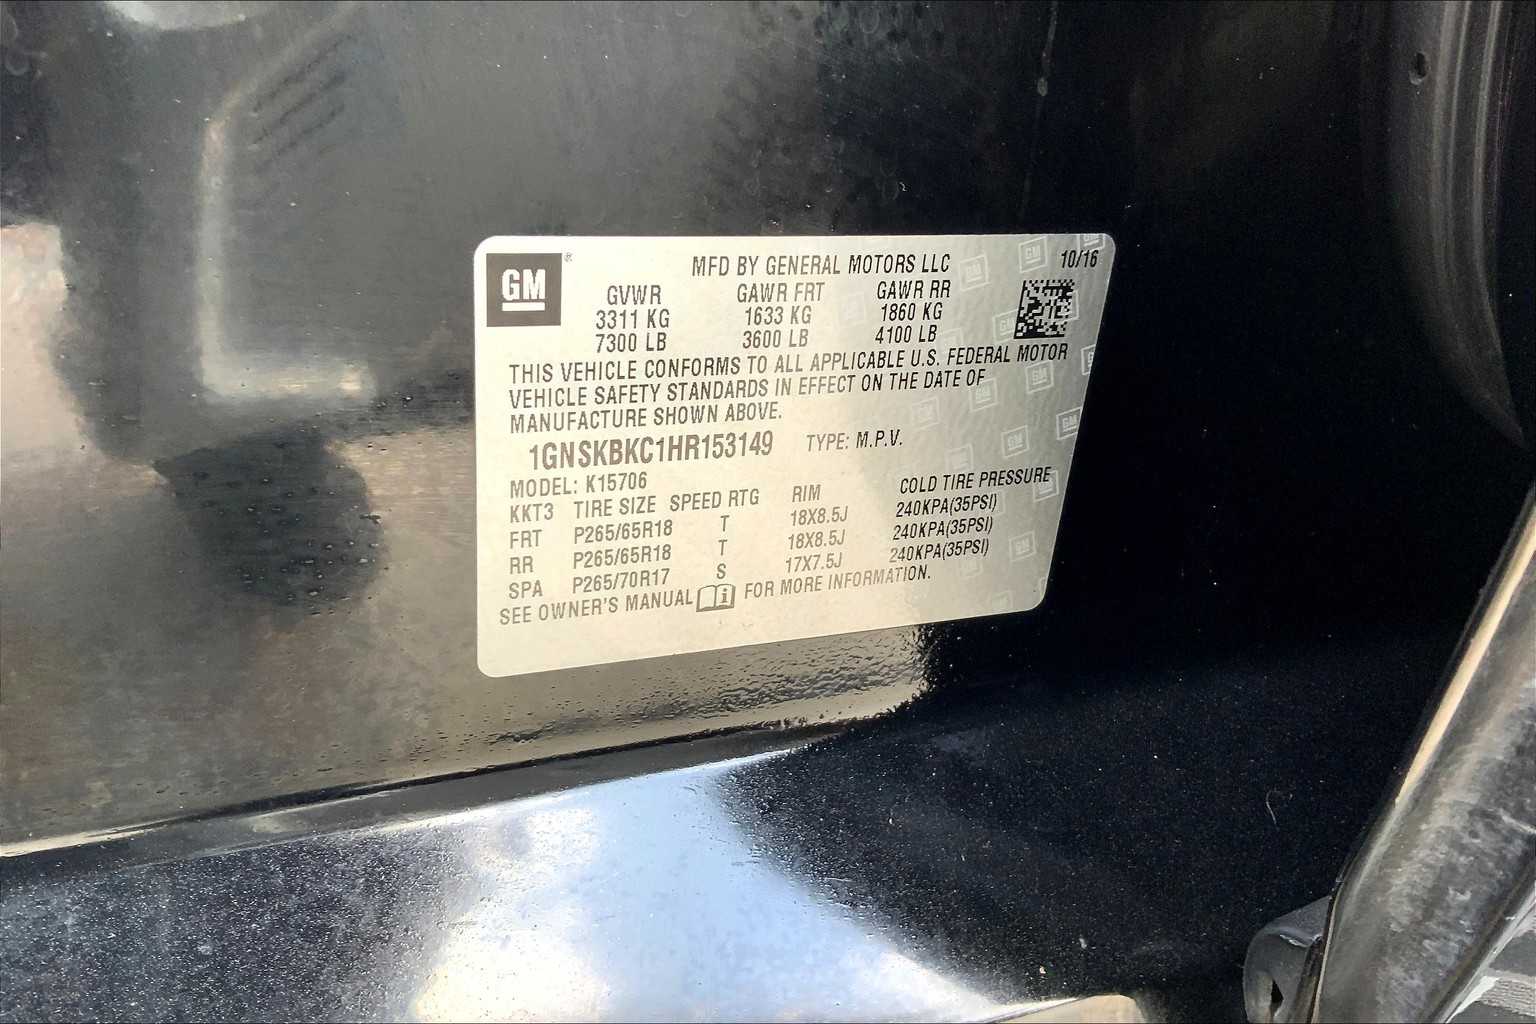 GM
MFD BY GENERAL MOTORS LLC 10/16
GVWR GAWR FRT GAWR RR
3311 KG 1633 KG 1860 KG
7300 LB 3600 LB 4100 LB
THIS VEHICLE CONFORMS TO ALL APPLICABLE U.S. FEDERAL MOTOR
VEHICLE SAFETY STANDARDS IN EFFECT ON THE DATE OF
MANUFACTURE SHOWN ABOVE.
1GNSKBKC1HR153149 TYPE: M.P.V.
MODEL: K15706
KKT3 TIRE SIZE SPEED RTG RIM COLD TIRE PRESSURE
FRT P265/65R18 T 18X8.5J 240KPA(35PSI)
RR P265/65R18 T 18X8.5J 240KPA(35PSI)
SPA P265/70R17 S 17X7.5J 240KPA(35PSI)
SEE OWNER'S MANUAL FOR MORE INFORMATION.